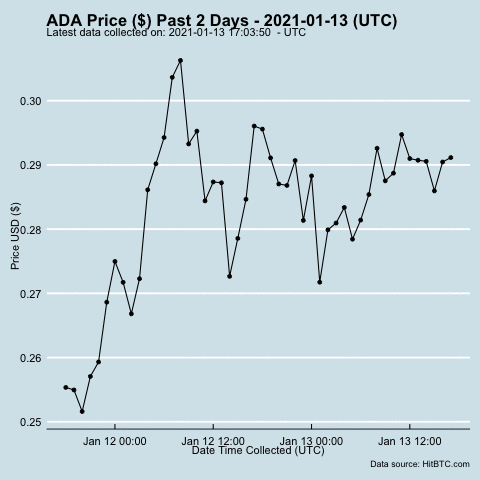 ADA Price ($) Past 2 Days - 2021-01-13 (UTC)
Latest data collected on: 2021-01-13 17:03:50  - UTC
0.30
0.29
0.28
0.27
0.26
0.25
Price USD ($)
Jan 12 00:00 Jan 12 12:00 Jan 13 00:00 Jan 13 12:00
Date Time Collected (UTC)
Data source: HitBTC.com